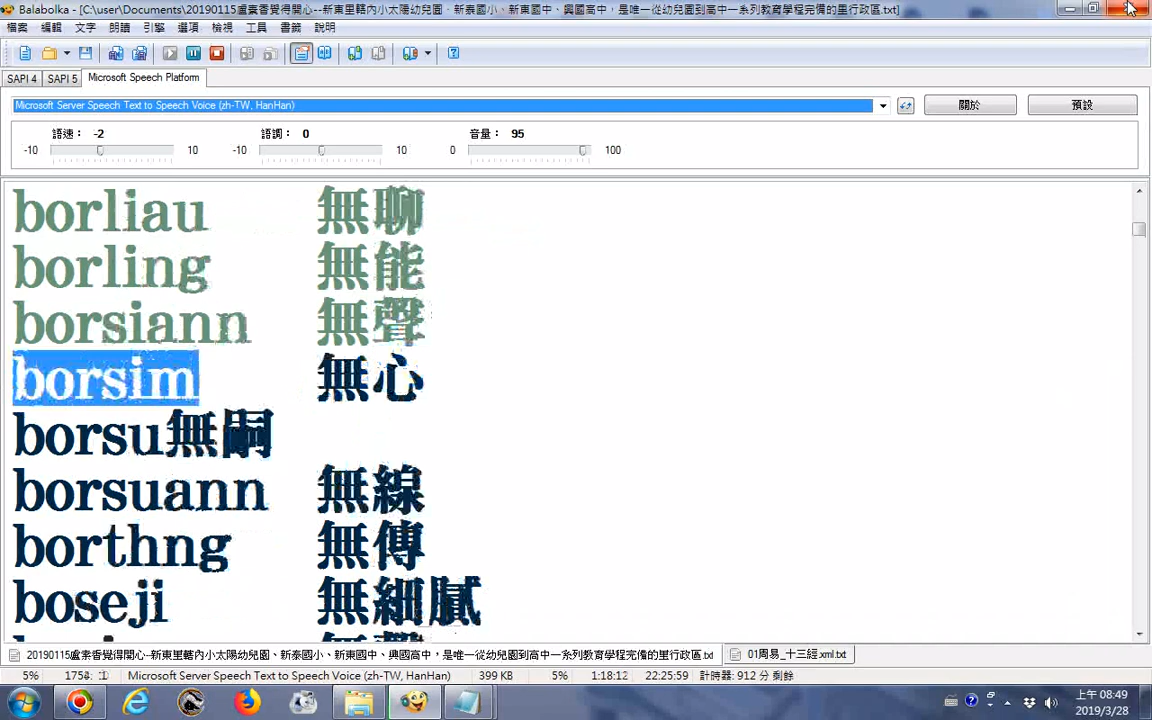 Balabolka - [C:\user\Documents\20190115盧素香覺得開心--新東里轄內小太陽幼兒園、新泰國小、新東國中、興國高中，是唯一從幼兒園到高中一系列教育學程完備的里行政區.txt]
檔案 編輯 文字 朗讀 引擎 選項 檢視 工具 書籤 說明
SAPI 4 SAPI 5 Microsoft Speech Platform
Microsoft Server Speech Text to Speech Voice (zh-TW, HanHan) 關於 預設
語速： -2 語調： 0 音量： 95
-10 10 -10 10 0 100
borliau 無聊
borling 無能
borsiann 無聲
borsim 無心
borsu無嗣
borsuann 無線
borthng 無傳
boseji 無細膩
20190115盧素香覺得開心--新東里轄內小太陽幼兒園、新泰國小、新東國中、興國高中，是唯一從幼兒園到高中一系列教育學程完備的里行政區.txt 01周易_十三經.xml.txt
5% Microsoft Server Speech Text to Speech Voice (zh-TW, HanHan) 399 KB 5% 1:18:12 22:25:59 計時器: 912 分 剩餘
上午 08:49
2019/3/28